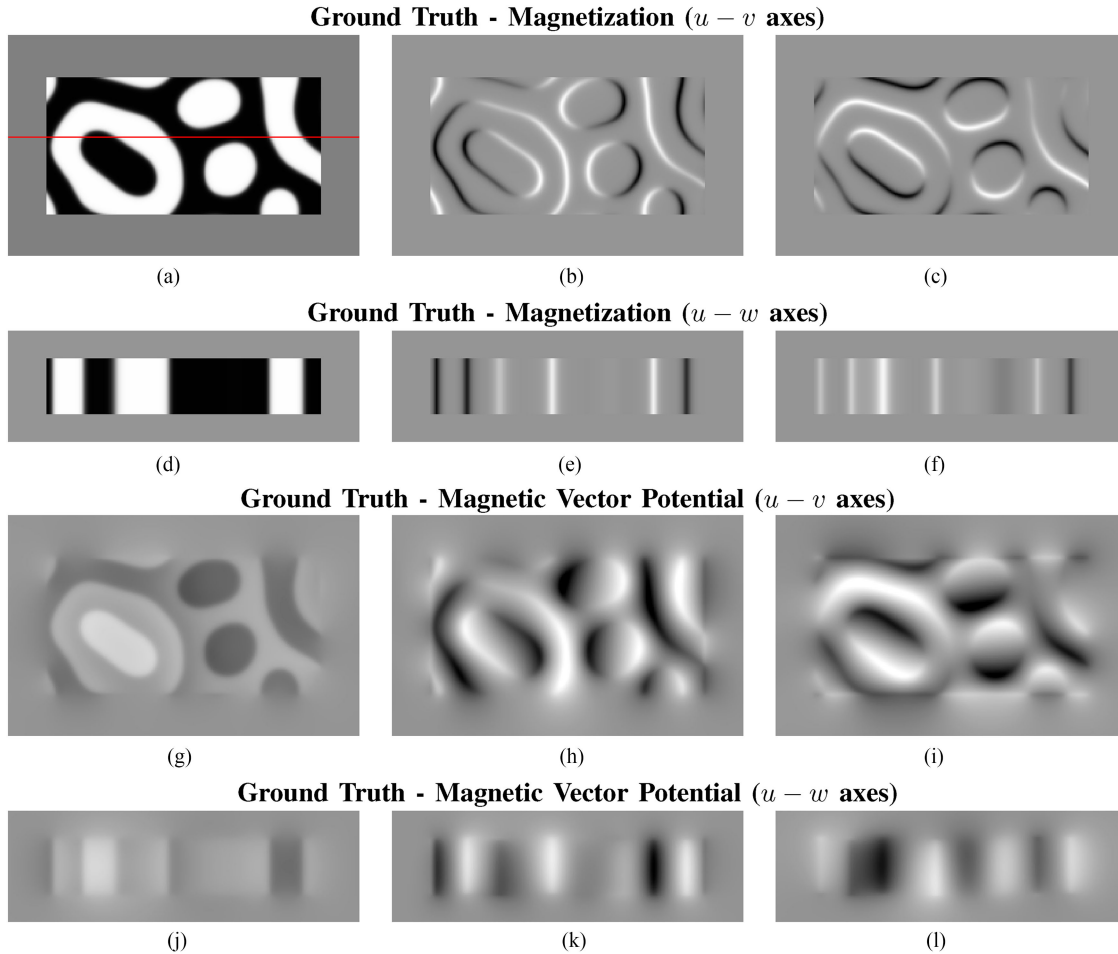 Ground Truth - Magnetization (u − v axes)
(a) (b) (c)
Ground Truth - Magnetization (u − w axes)
(d) (e) (f)
Ground Truth - Magnetic Vector Potential (u − v axes)
(g) (h) (i)
Ground Truth - Magnetic Vector Potential (u − w axes)
(j) (k) (l)